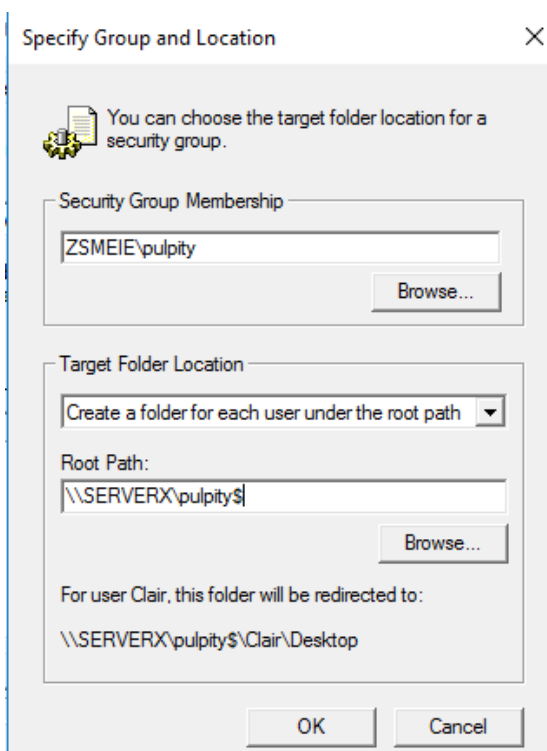 Specify Group and Location
You can choose the target folder location for a
security group.
Security Group Membership
ZSMEIE\pulpity
Browse...
Target Folder Location
Create a folder for each user under the root path
Root Path:
\\SERVERX\pulpity$
Browse...
For user Clair, this folder will be redirected to:
\\SERVERX\pulpity$\Clair\Desktop
OK
Cancel